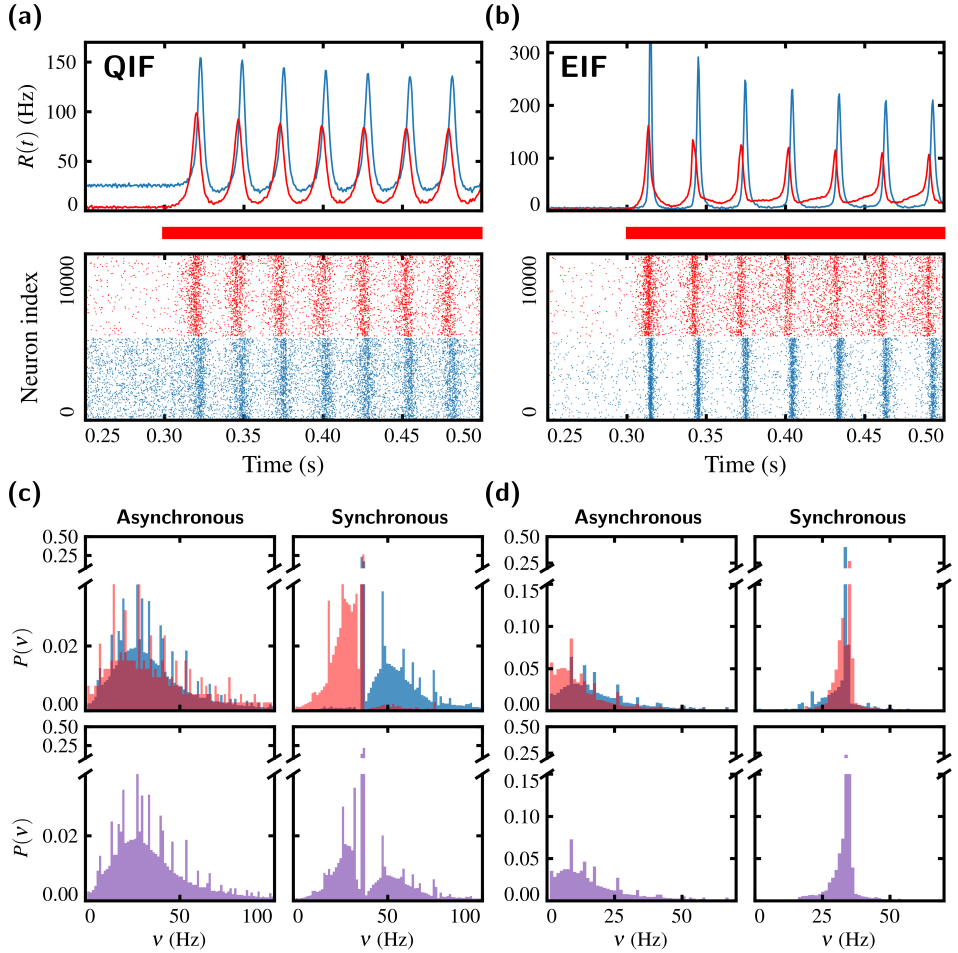 (a)
QIF
R(t) (Hz)
150
100
50
0
Neuron index
10000
0
0.25 0.30 0.35 0.40 0.45 0.50
Time (s)
(b)
EIF
300
200
100
0
10000
0
0.25 0.30 0.35 0.40 0.45 0.50
Time (s)
(c)
Asynchronous Synchronous
0.50
0.25
P(ν)
0.02
0.00
0.50
0.25
P(ν)
0.02
0.00
0 50 100 0 50 100
ν (Hz) ν (Hz)
(d)
Asynchronous Synchronous
0.50
0.25
0.15
0.10
0.05
0.00
0.50
0.25
0.15
0.10
0.05
0.00
0 25 50 0 25 50
ν (Hz) ν (Hz)